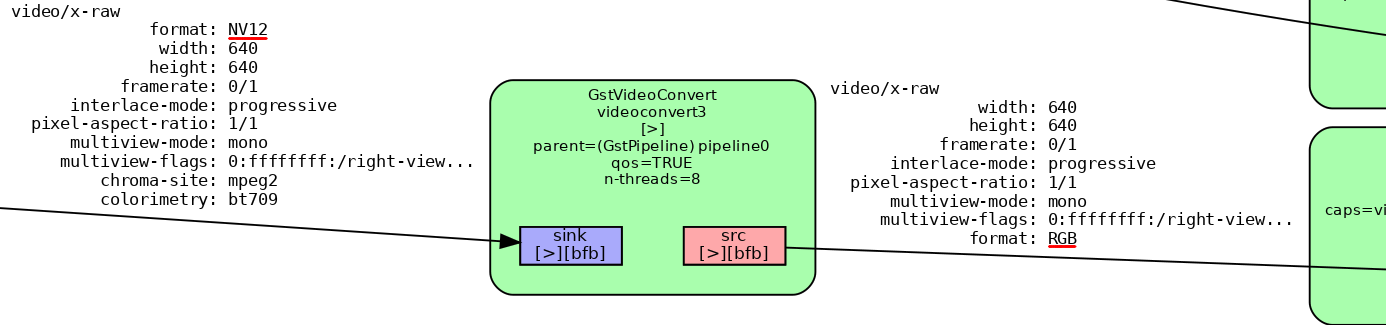 video/x-raw
format: NV12
width: 640
height: 640
framerate: 0/1
interlace-mode: progressive
pixel-aspect-ratio: 1/1
multiview-mode: mono
multiview-flags: 0:ffffffff:/right-view...
chroma-site: mpeg2
colorimetry: bt709
GstVideoConvert
videoconvert3
[>]
parent=(GstPipeline) pipeline0
qos=TRUE
n-threads=8
sink
[>][bfb]
src
[>][bfb]
video/x-raw
width: 640
height: 640
framerate: 0/1
interlace-mode: progressive
pixel-aspect-ratio: 1/1
multiview-mode: mono
multiview-flags: 0:ffffffff:/right-view...
format: RGB
caps=vi